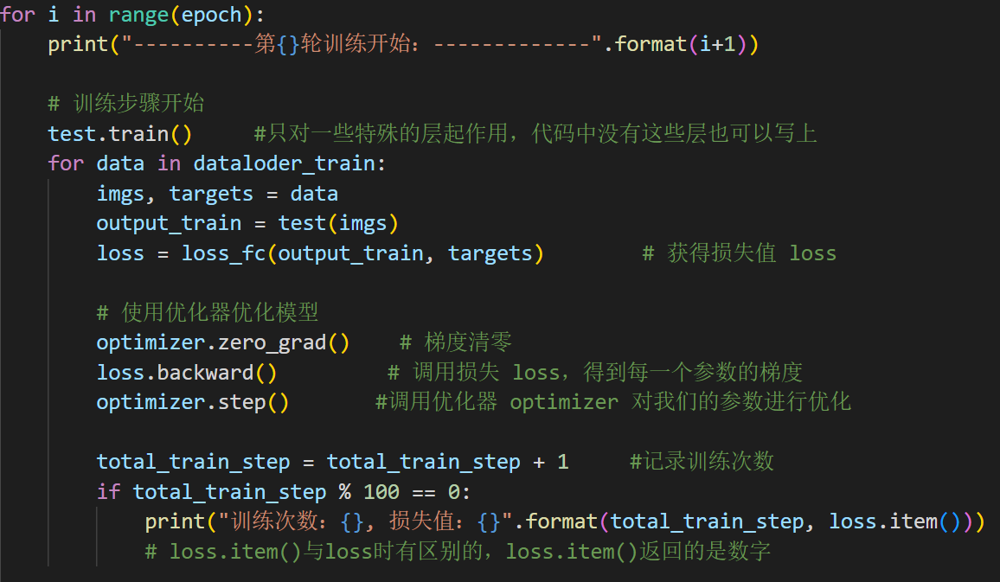 for i in range(epoch):
    print("----------第{}轮训练开始：-------------".format(i+1))
    # 训练步骤开始
    test.train()     #只对一些特殊的层起作用，代码中没有这些层也可以写上
    for data in dataloder_train:
        imgs, targets = data
        output_train = test(imgs)
        loss = loss_fc(output_train, targets)        # 获得损失值 loss
        # 使用优化器优化模型
        optimizer.zero_grad()    # 梯度清零
        loss.backward()         # 调用损失 loss，得到每一个参数的梯度
        optimizer.step()       #调用优化器 optimizer 对我们的参数进行优化
        total_train_step = total_train_step + 1     #记录训练次数
        if total_train_step % 100 == 0:
            print("训练次数：{}, 损失值：{}".format(total_train_step, loss.item()))
            # loss.item()与loss时有区别的，loss.item()返回的是数字